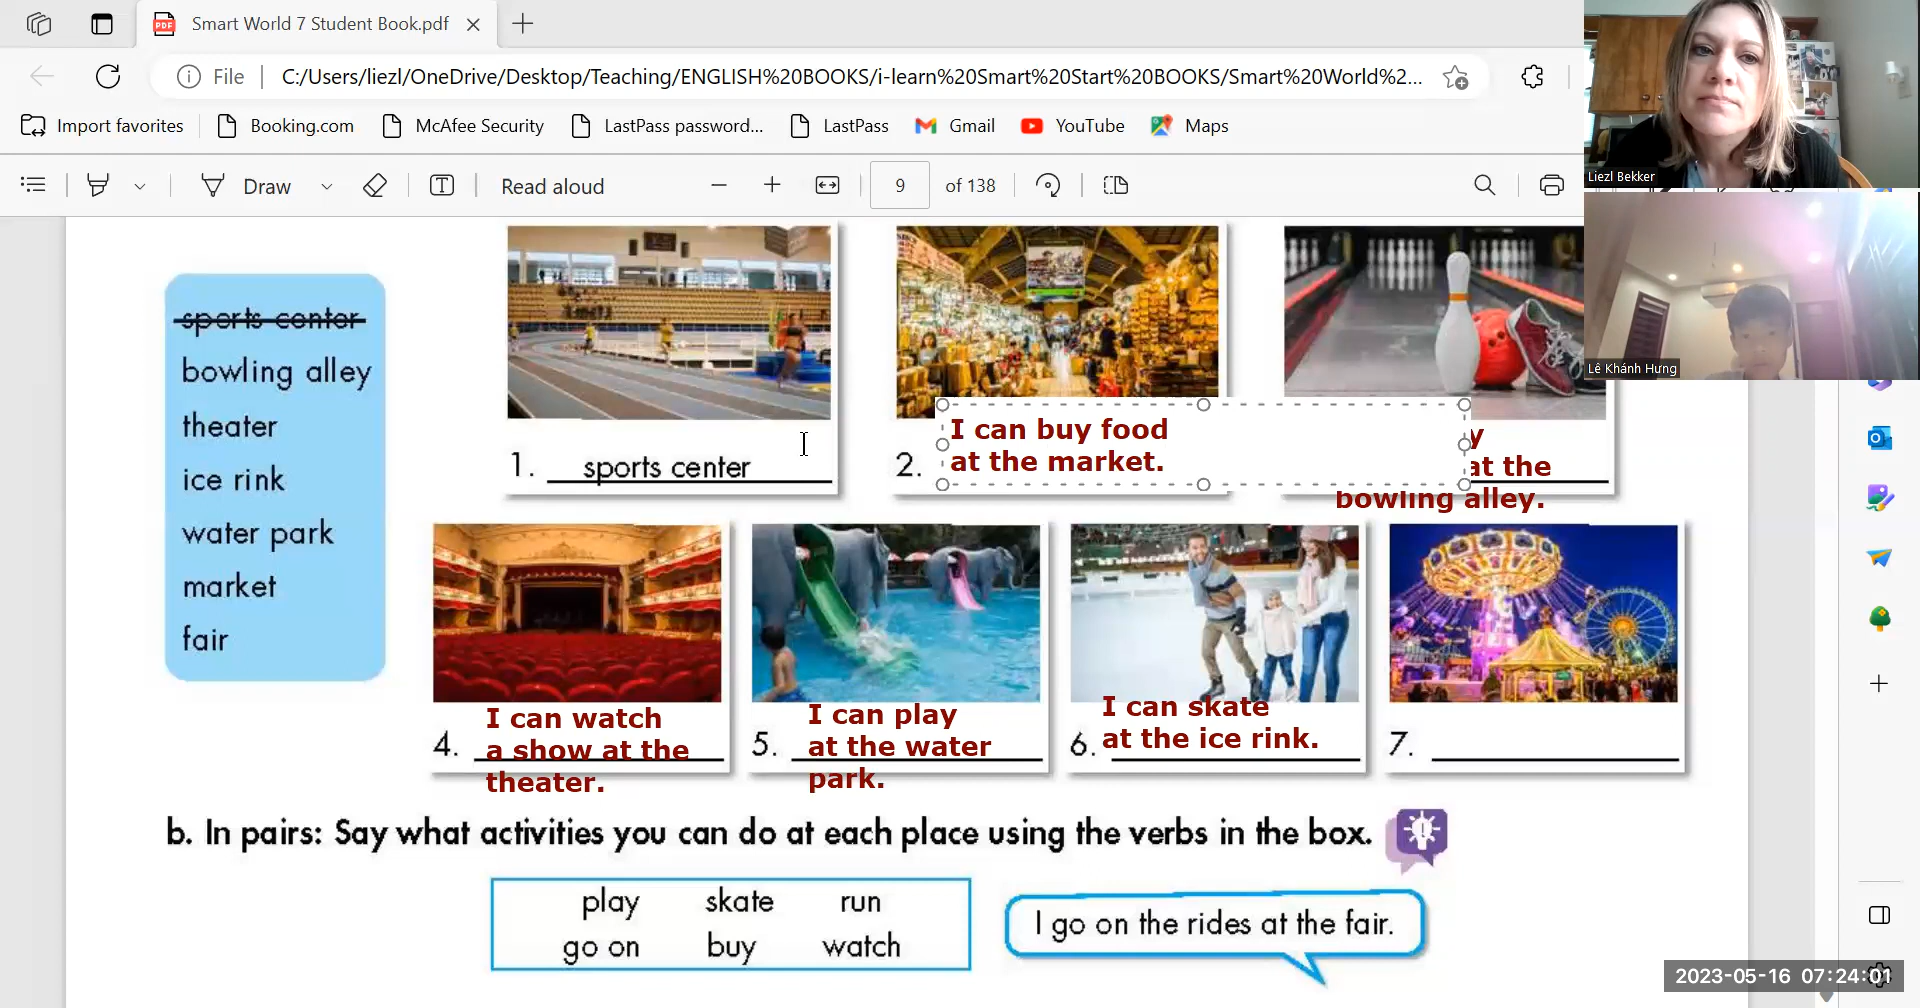 Smart World 7 Student Book.pdf
File C:/Users/liezl/OneDrive/Desktop/Teaching/ENGLISH%20BOOKS/i-learn%20Smart%20Start%20BOOKS/Smart%20World%2...
Import favorites Booking.com McAfee Security LastPass password... LastPass Gmail YouTube Maps
Draw Read aloud 9 of 138
Liezl Bekker
Lê Khánh Hưng
sports center
bowling alley
theater
ice rink
water park
market
fair
1. sports center
2. I can buy food
at the market.
y
at the
bowling alley.
4. I can watch
a show at the
theater.
5. I can play
at the water
park.
6. I can skate
at the ice rink.
7.
b. In pairs: Say what activities you can do at each place using the verbs in the box.
play skate run
go on buy watch
I go on the rides at the fair.
2023-05-16 07:24:01